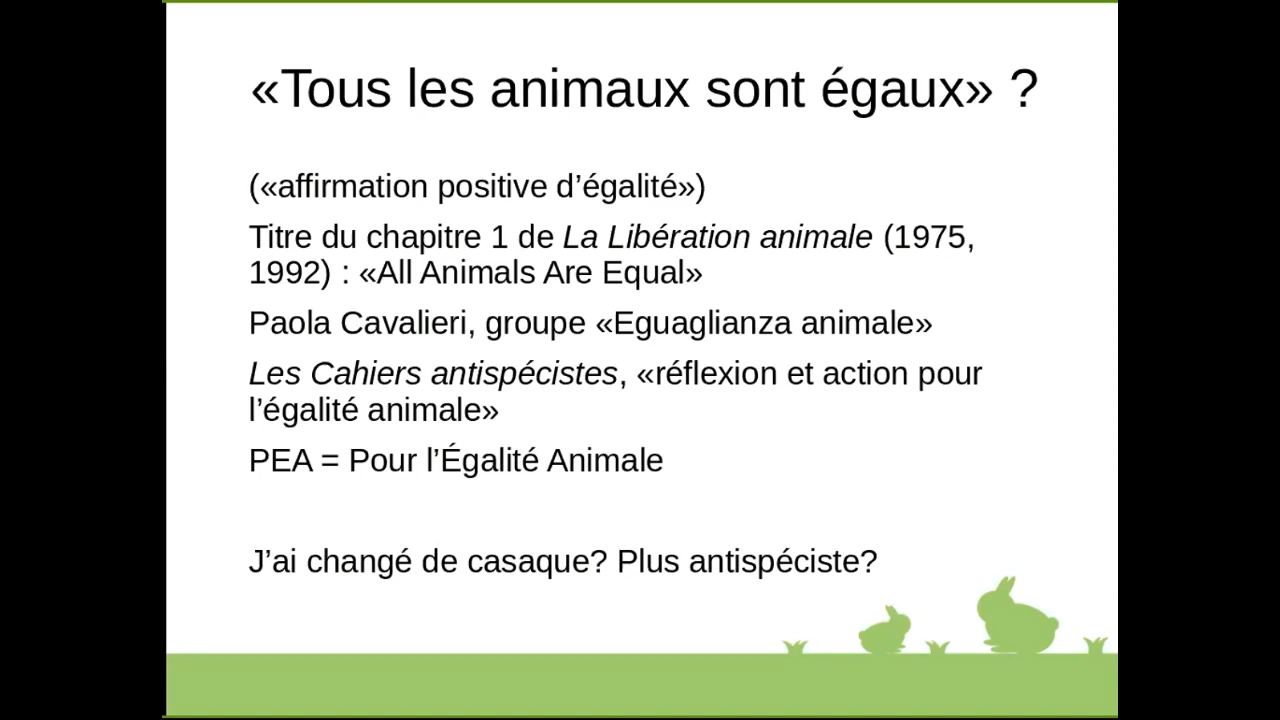 «Tous les animaux sont égaux» ?
(«affirmation positive d’égalité»)
Titre du chapitre 1 de La Libération animale (1975,
1992) : «All Animals Are Equal»
Paola Cavalieri, groupe «Eguaglianza animale»
Les Cahiers antispécistes, «réflexion et action pour
l’égalité animale»
PEA = Pour l’Égalité Animale
J’ai changé de casaque? Plus antispéciste?